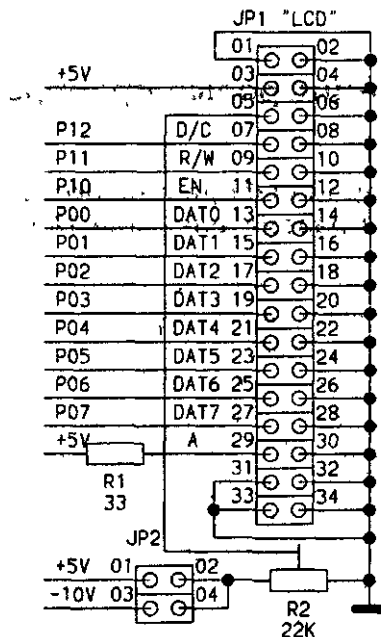 JP1 "LCD"
01 02
+5V 03 04
05 06
P12 D/C 07 08
P11 R/W 09 10
P10 EN 11 12
P00 DAT0 13 14
P01 DAT1 15 16
P02 DAT2 17 18
P03 DAT3 19 20
P04 DAT4 21 22
P05 DAT5 23 24
P06 DAT6 25 26
P07 DAT7 27 28
+5V A 29 30
31 32
R1
33
33 34
JP2
+5V 01 02
-10V 03 04
R2
22K